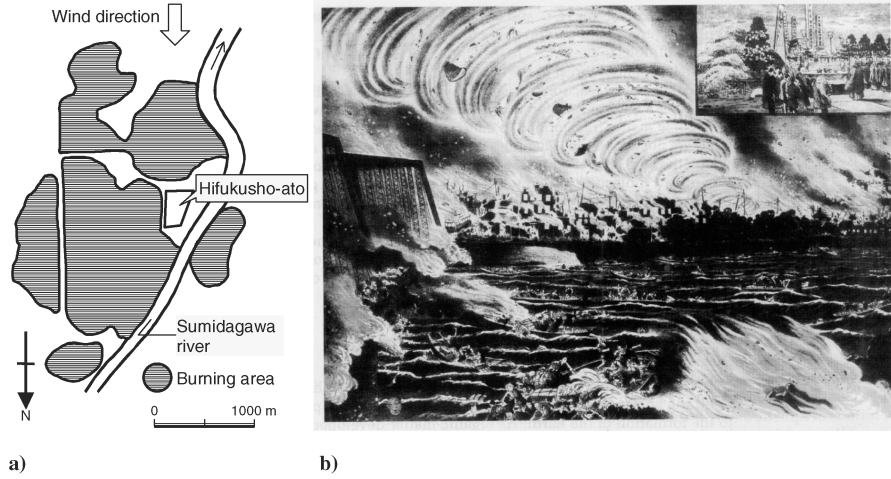 Wind direction
Hifukusho-ato
Sumidagawa
river
Burning area
N
0 1000 m
a)
b)